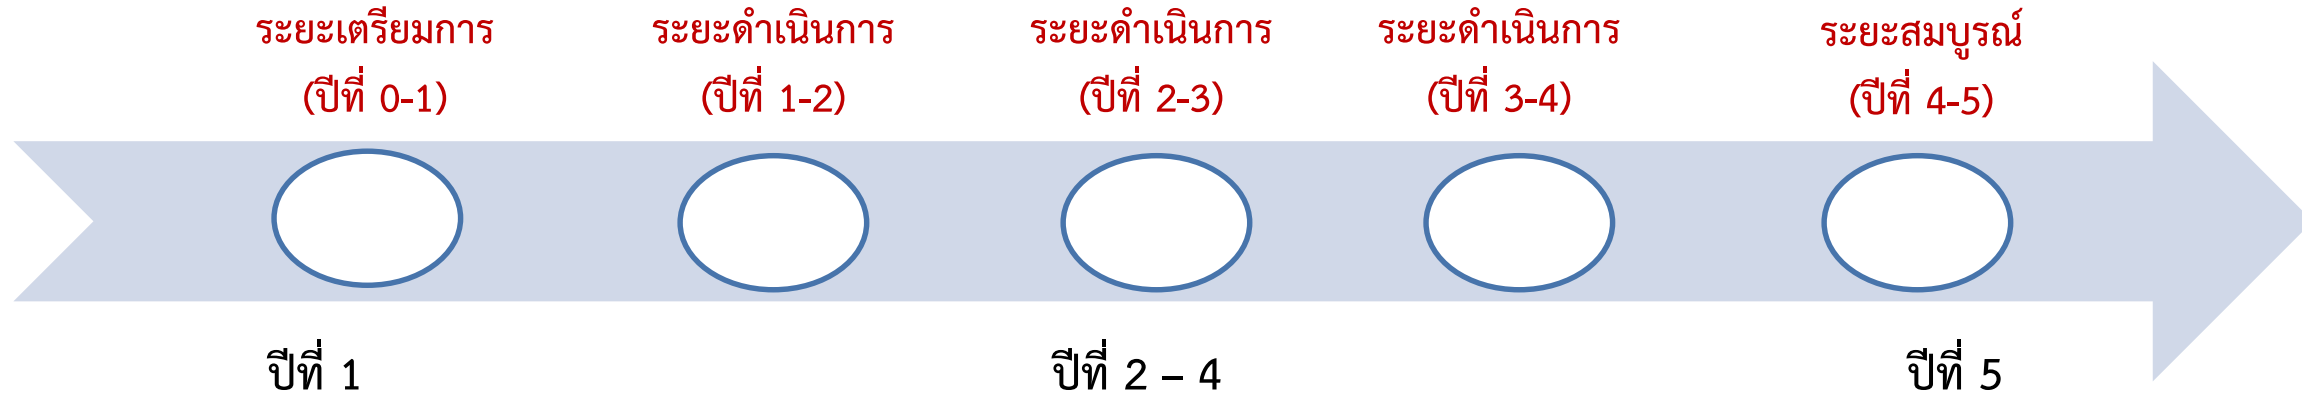 ระยะเตรียมการ
(ปีที่ 0-1)
ระยะดำเนินการ
(ปีที่ 1-2)
ระยะดำเนินการ
(ปีที่ 2-3)
ระยะดำเนินการ
(ปีที่ 3-4)
ระยะสมบูรณ์
(ปีที่ 4-5)
ปีที่ 1
ปีที่ 2 – 4
ปีที่ 5